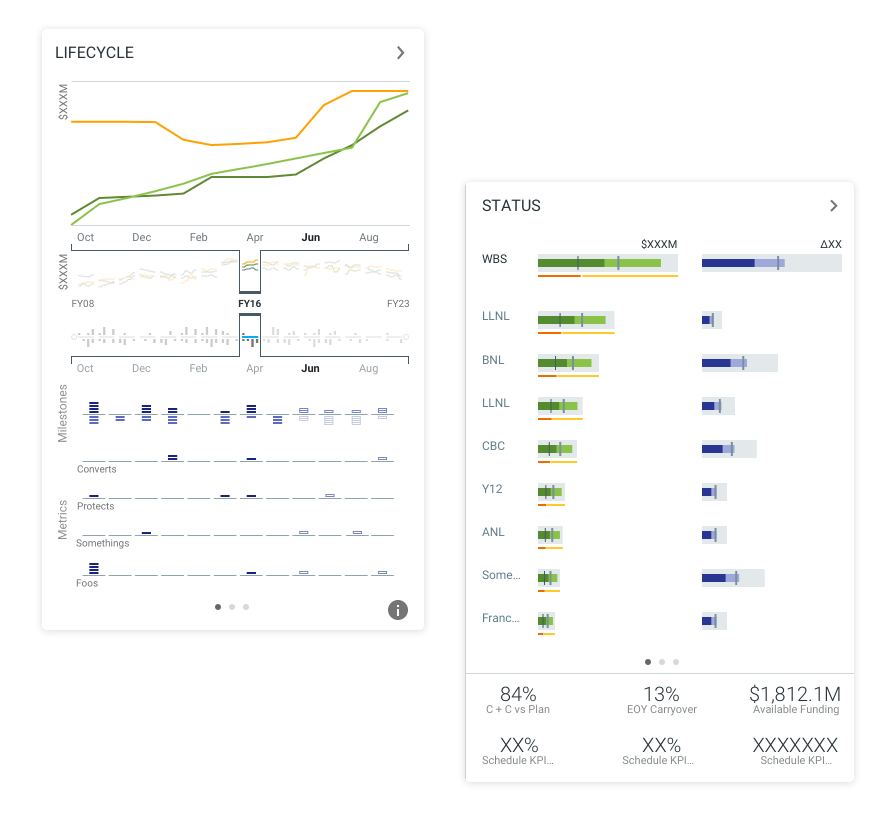 LIFECYCLE
$XXXM
Oct Dec Feb Apr Jun Aug
$XXXM
FY08 FY16 FY23
Oct Dec Feb Apr Jun Aug
Milestones
Converts
Metrics
Protects
Somethings
Foos
i
STATUS
$XXXM ΔXX
WBS
LLNL
BNL
LLNL
CBC
Y12
ANL
Some...
Franc...
84% 13% $1,812.1M
C + C vs Plan EOY Carryover Available Funding
XX% XX% XXXXXXX
Schedule KPI... Schedule KPI... Schedule KPI...